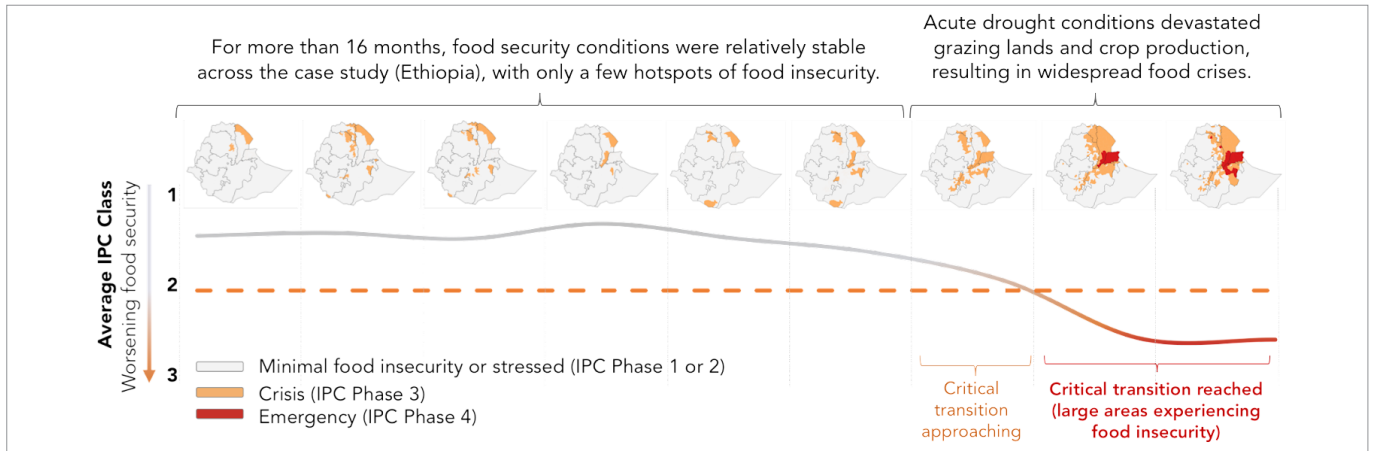 For more than 16 months, food security conditions were relatively stable
across the case study (Ethiopia), with only a few hotspots of food insecurity.
Acute drought conditions devastated
grazing lands and crop production,
resulting in widespread food crises.
Average IPC Class
Worsening food security
1
2
3
Minimal food insecurity or stressed (IPC Phase 1 or 2)
Crisis (IPC Phase 3)
Emergency (IPC Phase 4)
Critical
transition
approaching
Critical transition reached
(large areas experiencing
food insecurity)